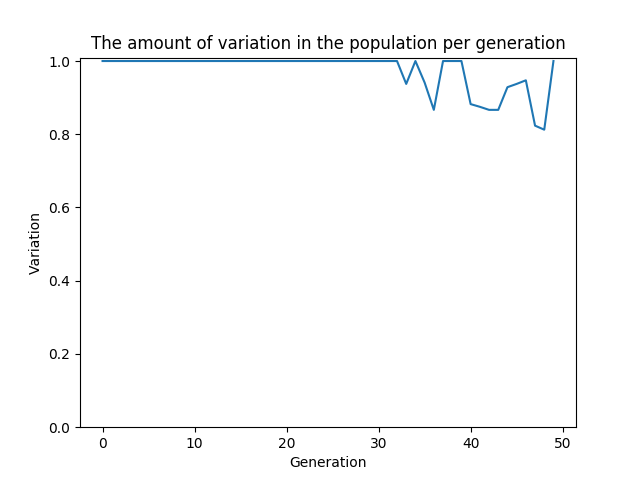 The amount of variation in the population per generation
1.0
0.8
0.6
0.4
0.2
0.0
Variation
0 10 20 30 40 50
Generation